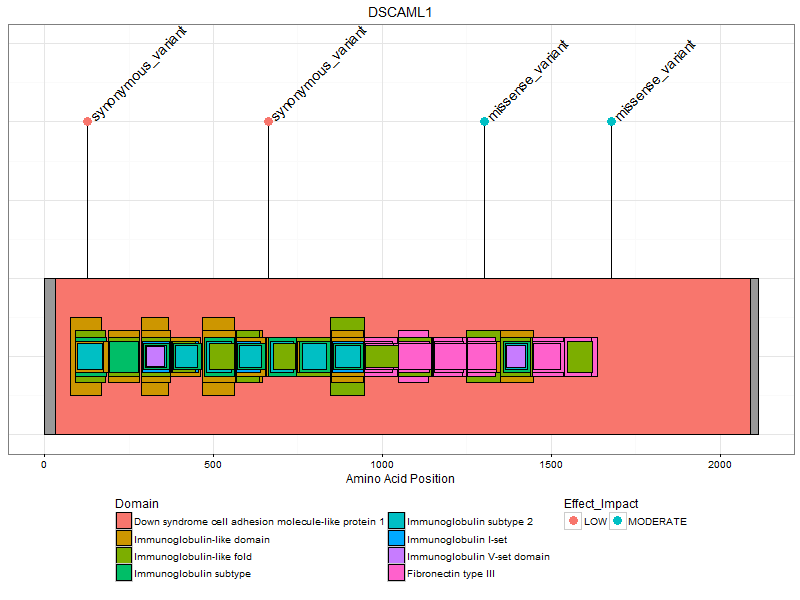 DSCAML1
synonymous_variant
synonymous_variant
missense_variant
missense_variant
0 500 1000 1500 2000
Amino Acid Position
Domain
Down syndrome cell adhesion molecule-like protein 1
Immunoglobulin-like domain
Immunoglobulin-like fold
Immunoglobulin subtype
Immunoglobulin subtype 2
Immunoglobulin I-set
Immunoglobulin V-set domain
Fibronectin type III
Effect_Impact
LOW MODERATE